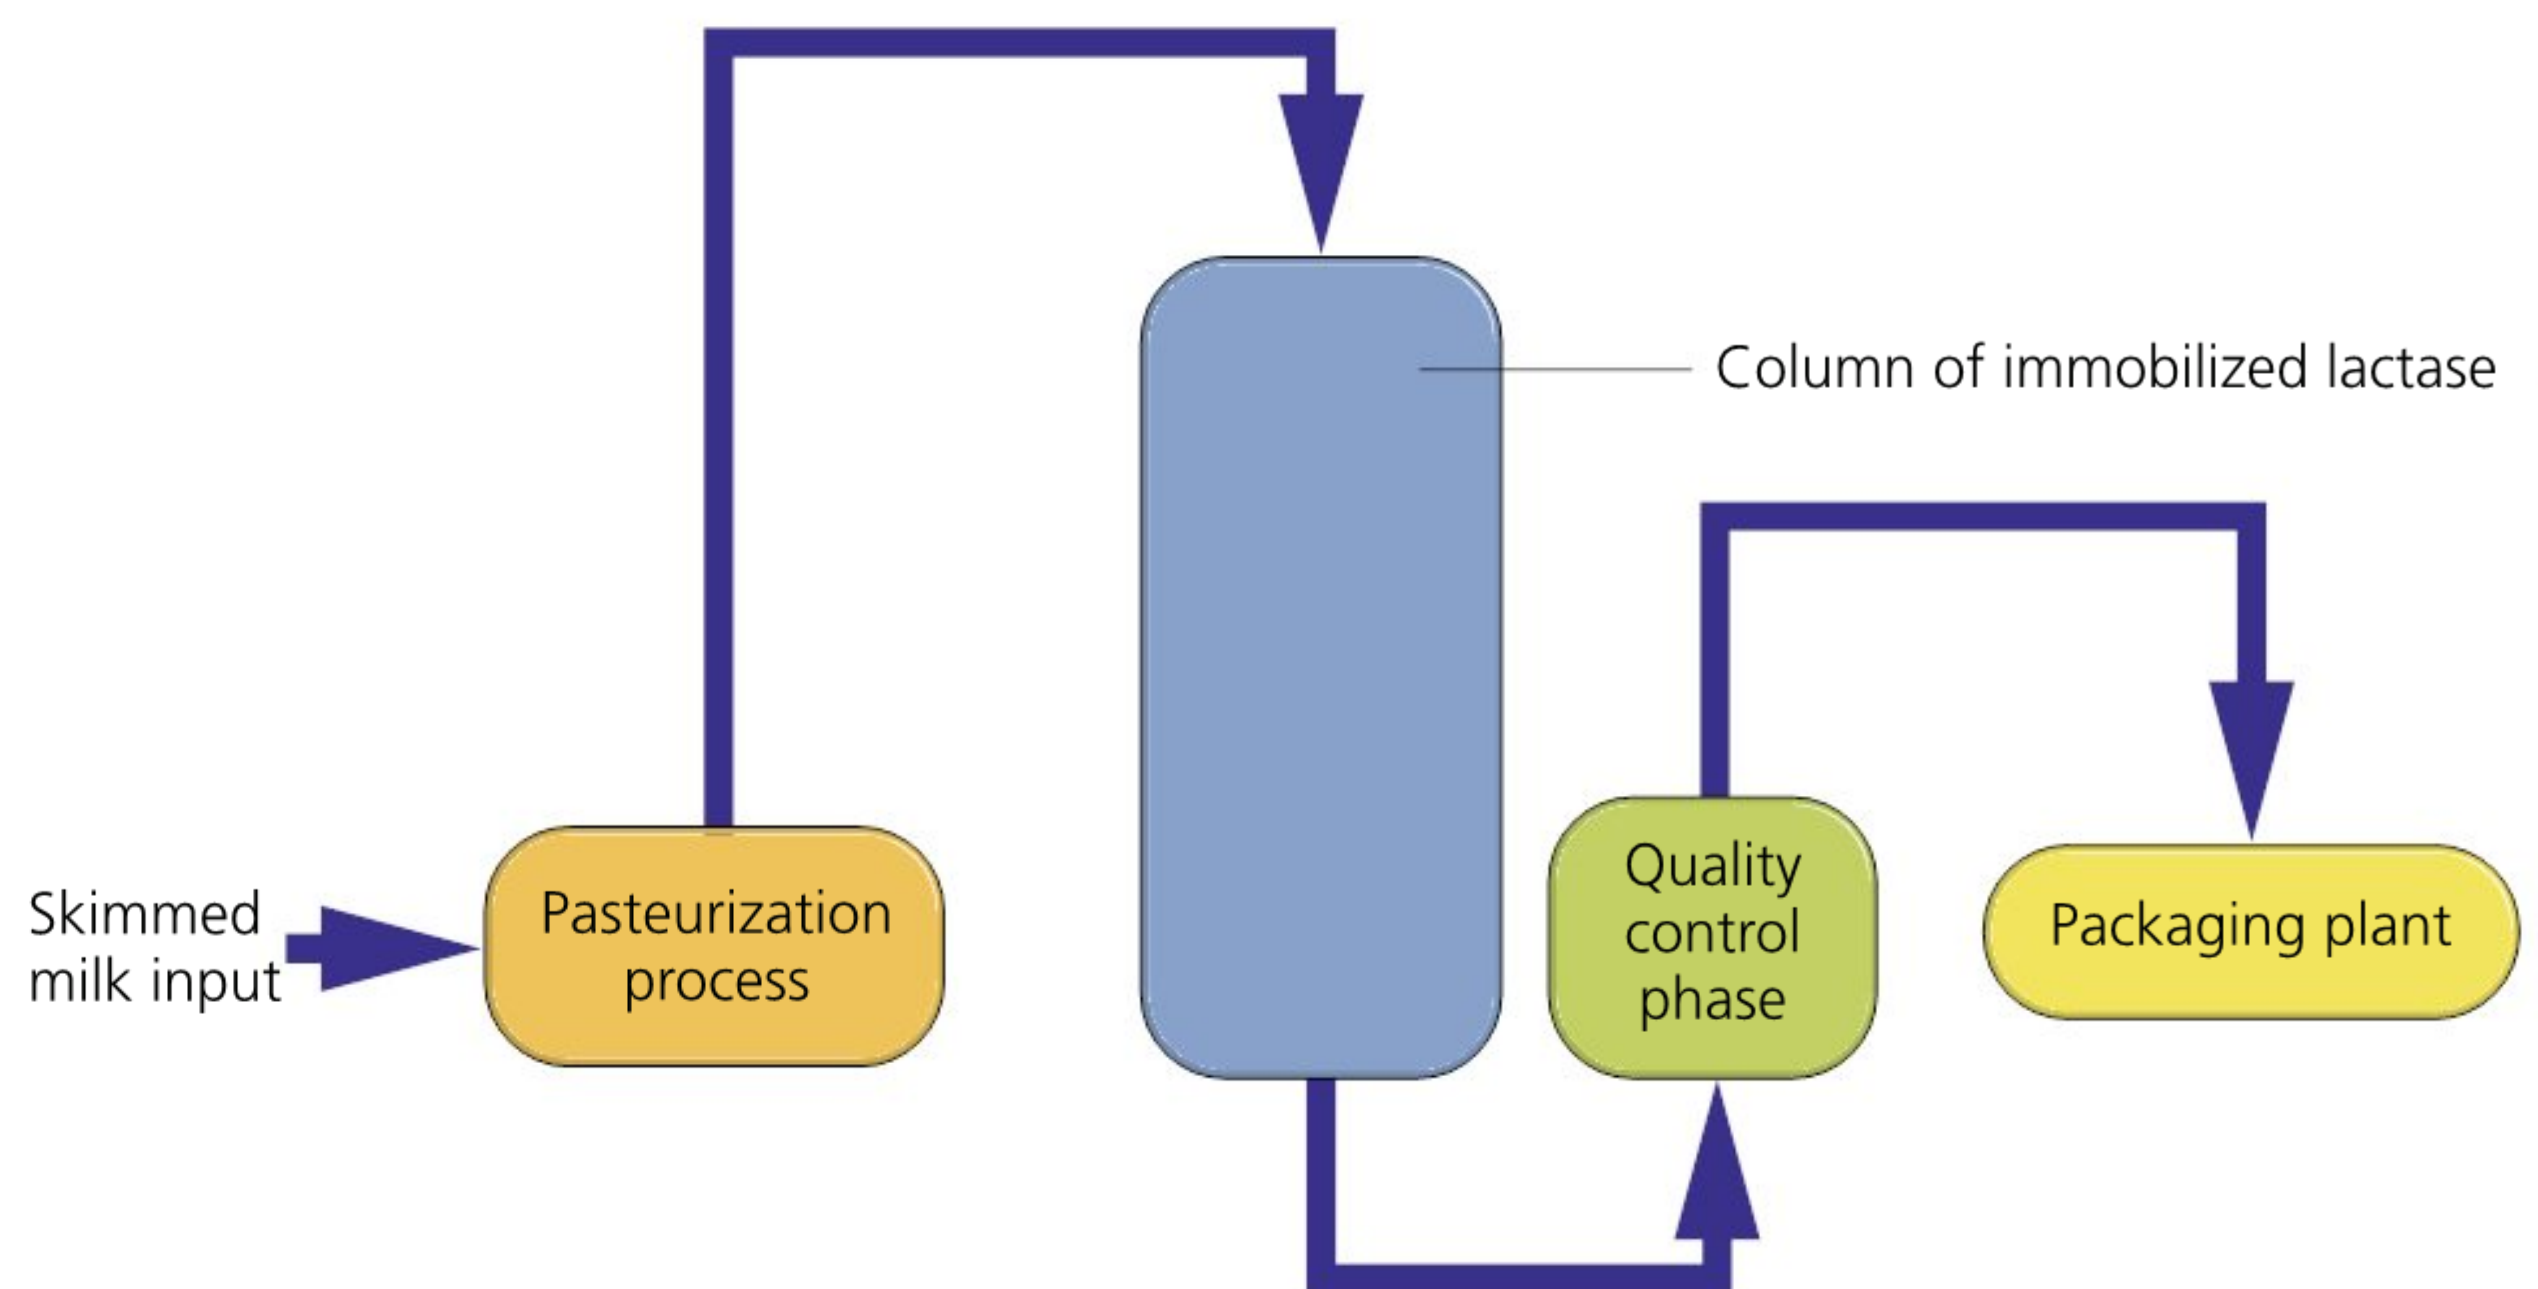 Skimmed
milk input
Pasteurization
process
Column of immobilized lactase
Quality
control
phase
Packaging plant